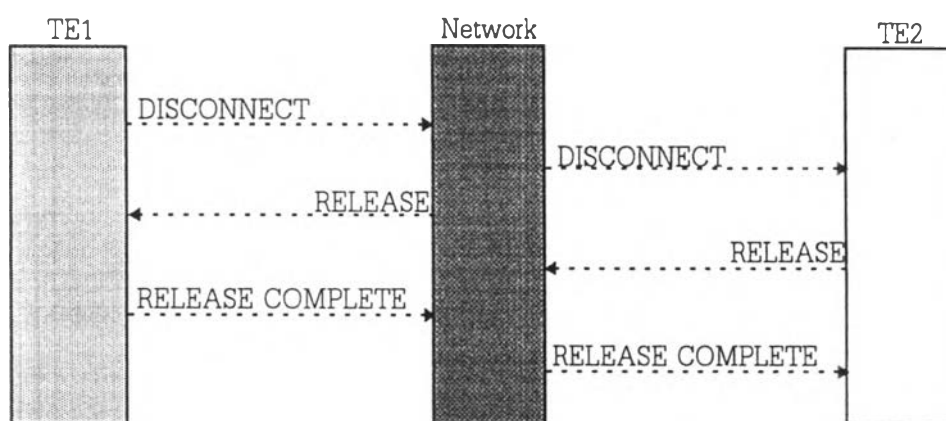 TE1
Network
TE2
DISCONNECT
DISCONNECT
RELEASE
RELEASE
RELEASE COMPLETE
RELEASE COMPLETE